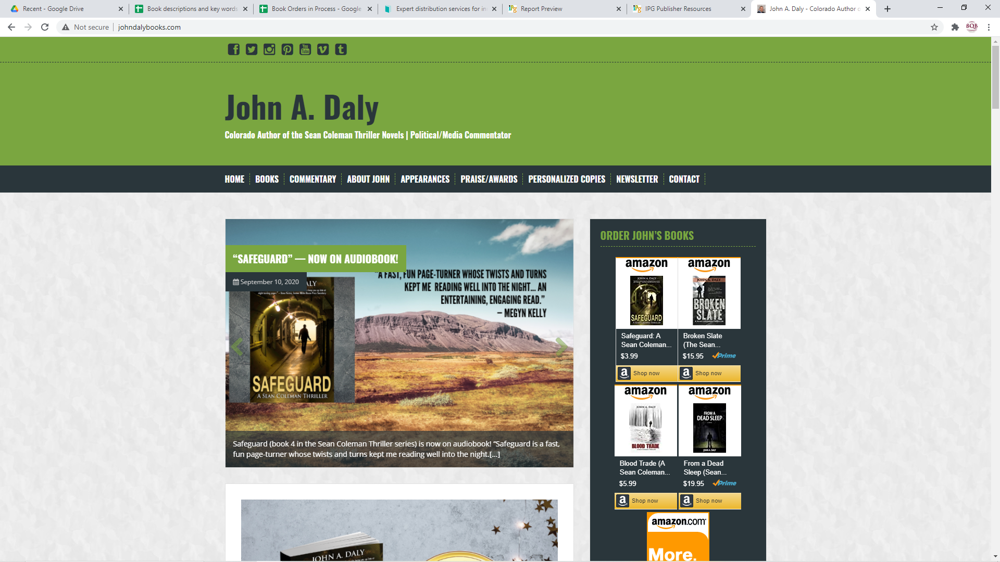 Recent - Google Drive
Book descriptions and key words
Book Orders in Process - Google
Expert distribution services for in
Report Preview
IPG Publisher Resources
John A. Daly - Colorado Author o
Not secure
johndalybooks.com
BQB
John A. Daly
Colorado Author of the Sean Coleman Thriller Novels | Political/Media Commentator
HOME BOOKS COMMENTARY ABOUT JOHN APPEARANCES PRAISE/AWARDS PERSONALIZED COPIES NEWSLETTER CONTACT
“SAFEGUARD” — NOW ON AUDIOBOOK!
September 10, 2020
“A FAST, FUN PAGE-TURNER WHOSE TWISTS AND TURNS
KEPT ME READING WELL INTO THE NIGHT... AN
ENTERTAINING, ENGAGING READ.”
– MEGYN KELLY
SAFEGUARD
A SEAN COLEMAN THRILLER
Safeguard (book 4 in the Sean Coleman Thriller series) is now on audiobook! “Safeguard is a fast,
fun page-turner whose twists and turns kept me reading well into the night.[...]
JOHN A. DALY
ORDER JOHN’S BOOKS
amazon amazon
JOHN A. DALY JOHN A. DALY
SAFEGUARD BROKEN SLATE
Safeguard: A Sean Coleman...
$3.99
Shop now
Broken Slate (The Sean...
$15.95 Prime
Shop now
amazon amazon
JOHN A. DALY
BLOOD TRADE
FROM A DEAD SLEEP
JOHN A. DALY
Blood Trade (A Sean Coleman...
$5.99
Shop now
From a Dead Sleep (Sean...
$19.95 Prime
Shop now
amazon.com
More.